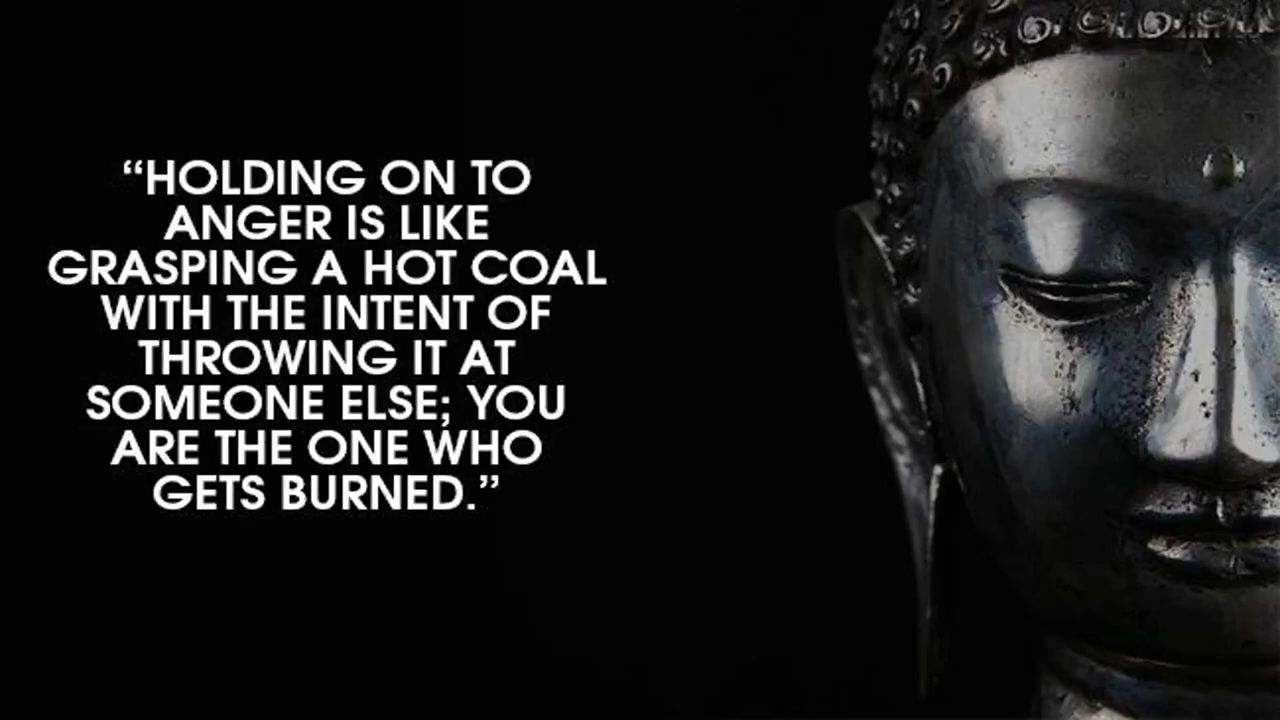 “HOLDING ON TO
ANGER IS LIKE
GRASPING A HOT COAL
WITH THE INTENT OF
THROWING IT AT
SOMEONE ELSE; YOU
ARE THE ONE WHO
GETS BURNED.”